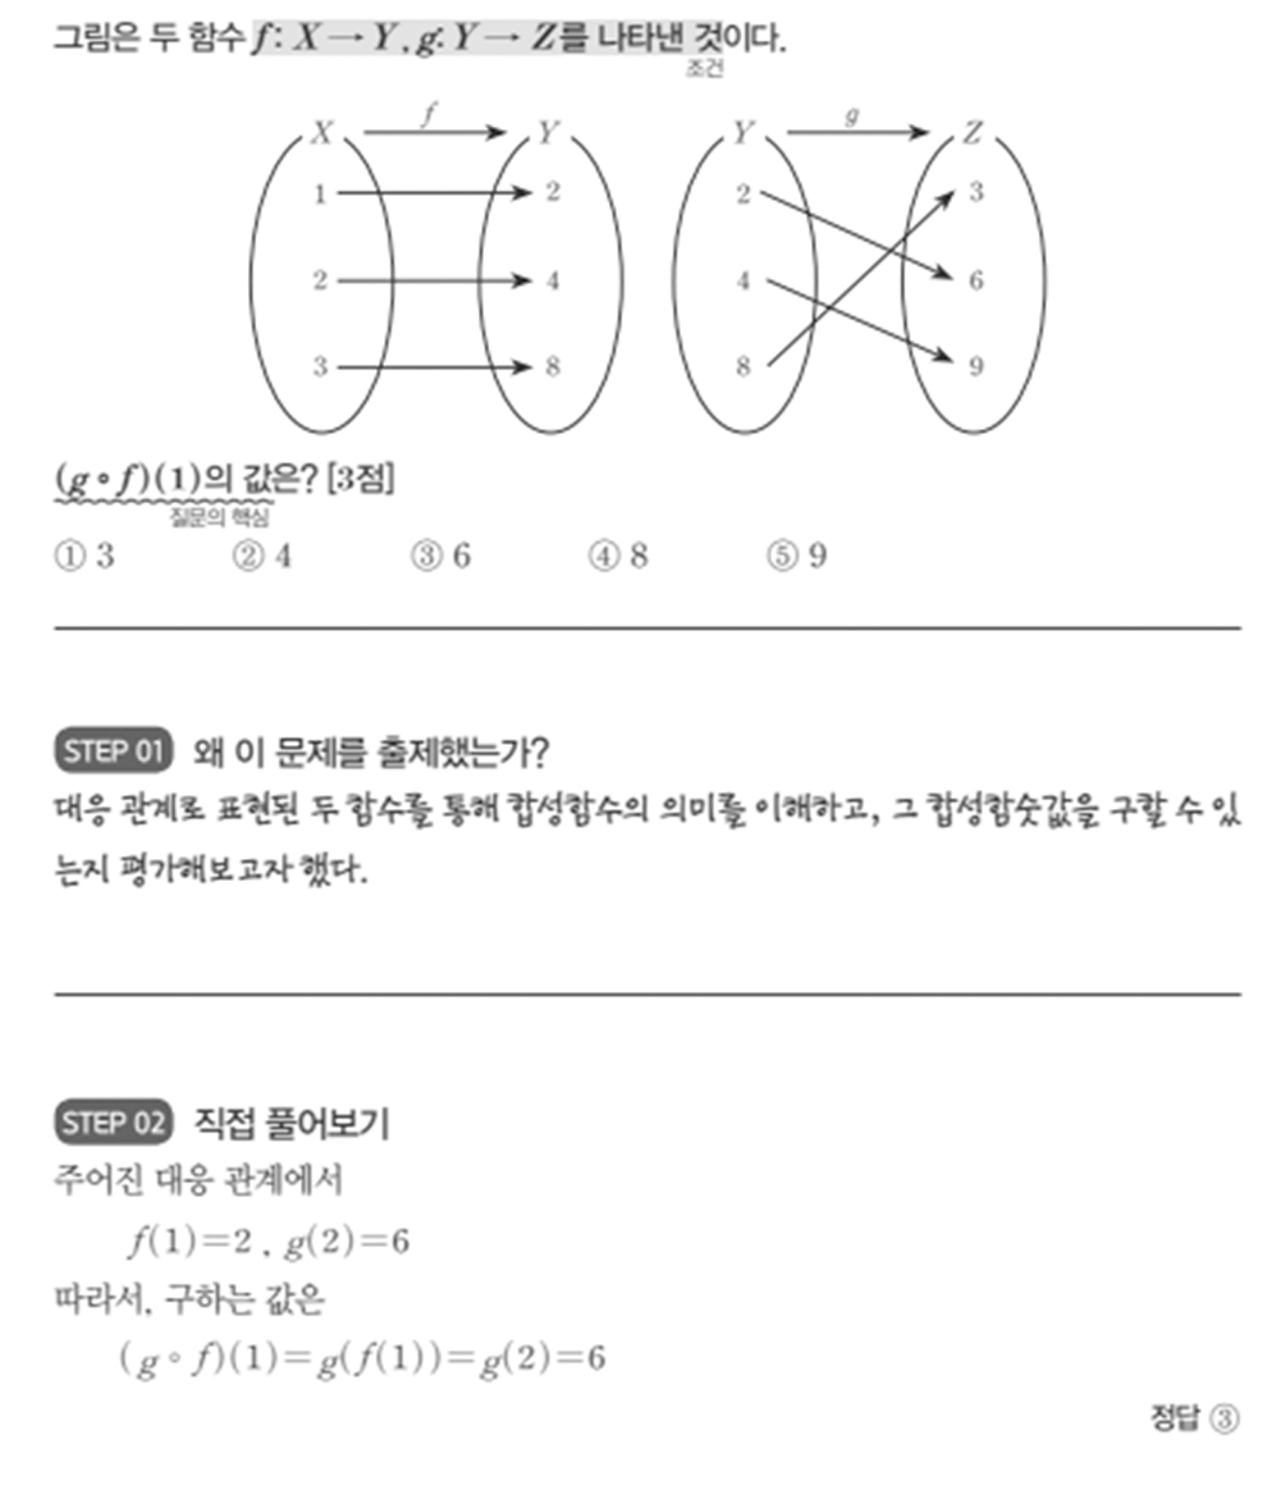 그림은 두 함수 f : X → Y, g : Y → Z를 나타낸 것이다.
조건
X f Y Y g Z
1 2 2 3
2 4 4 6
3 8 8 9
(g∘f)(1)의 값은? [3점]
질문의 핵심
① 3 ② 4 ③ 6 ④ 8 ⑤ 9
STEP 01 왜 이 문제를 출제했는가?
대응 관계로 표현된 두 함수를 통해 합성함수의 의미를 이해하고, 그 합성함숫값을 구할 수 있
는지 평가해보고자 했다.
STEP 02 직접 풀어보기
주어진 대응 관계에서
f(1)=2, g(2)=6
따라서, 구하는 값은
(g∘f)(1)=g(f(1))=g(2)=6
정답 ③